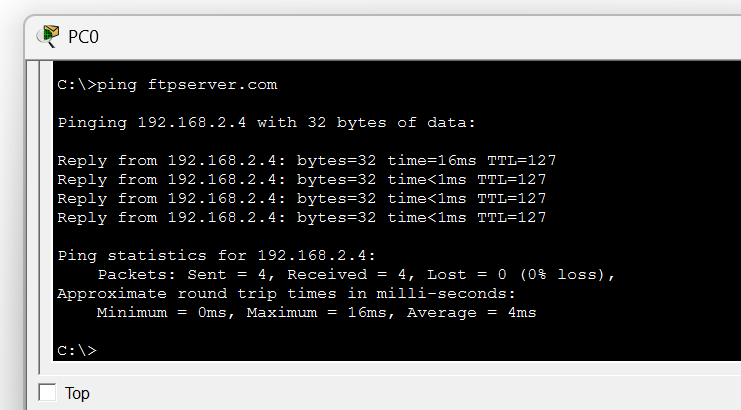 PC0
C:\>ping ftpserver.com
Pinging 192.168.2.4 with 32 bytes of data:
Reply from 192.168.2.4: bytes=32 time=16ms TTL=127
Reply from 192.168.2.4: bytes=32 time<1ms TTL=127
Reply from 192.168.2.4: bytes=32 time<1ms TTL=127
Reply from 192.168.2.4: bytes=32 time<1ms TTL=127
Ping statistics for 192.168.2.4:
    Packets: Sent = 4, Received = 4, Lost = 0 (0% loss),
Approximate round trip times in milli-seconds:
    Minimum = 0ms, Maximum = 16ms, Average = 4ms
C:\>
Top